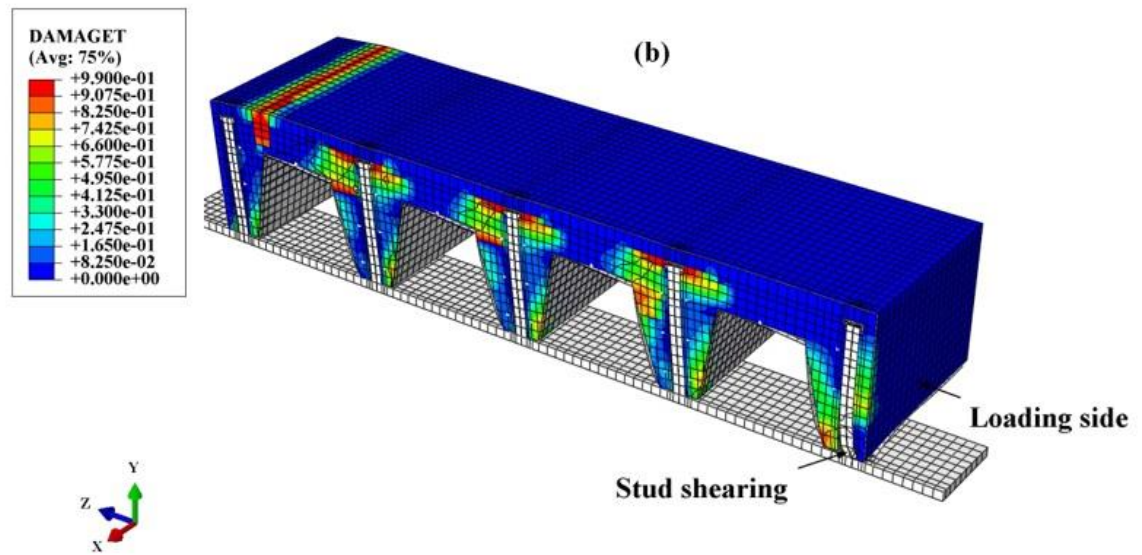 DAMAGET
(Avg: 75%)
+9.900e-01
+9.075e-01
+8.250e-01
+7.425e-01
+6.600e-01
+5.775e-01
+4.950e-01
+4.125e-01
+3.300e-01
+2.475e-01
+1.650e-01
+8.250e-02
+0.000e+00
(b)
Loading side
Stud shearing
Y
Z
X